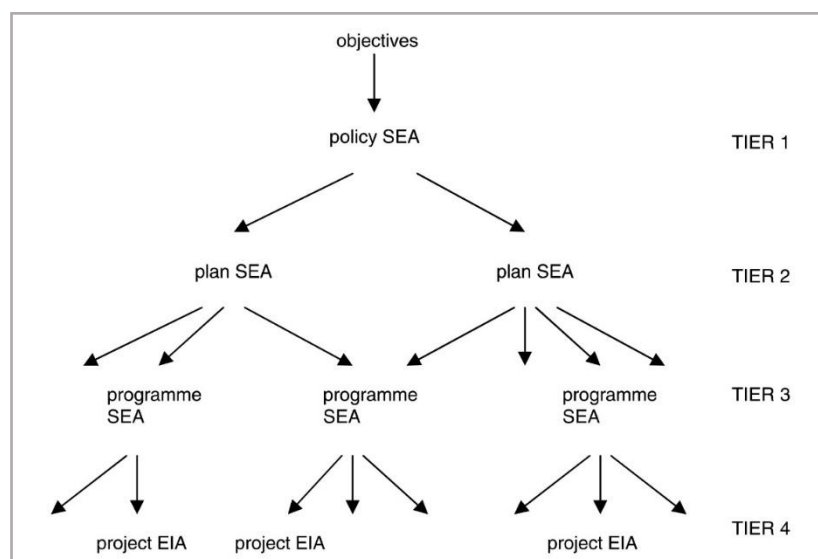 objectives
policy SEA
TIER 1
plan SEA
plan SEA
TIER 2
programme
SEA
programme
SEA
programme
SEA
TIER 3
project EIA
project EIA
project EIA
TIER 4